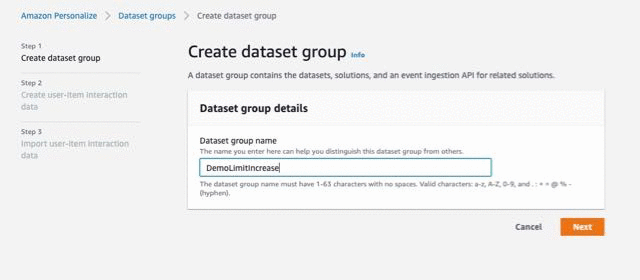 Amazon Personalize > Dataset groups > Create dataset group
Step 1
Create dataset group
Step 2
Create user-item interaction
data
Step 3
Import user-item interaction
data
Create dataset group Info
A dataset group contains the datasets, solutions, and an event ingestion API for related solutions.
Dataset group details
Dataset group name
The name you enter here can help you distinguish this dataset group from others.
DemoLimitIncrease
The dataset group name must have 1-63 characters with no spaces. Valid characters: a-z, A-Z, 0-9, and . : + = @ % -
(hyphen).
Cancel Next